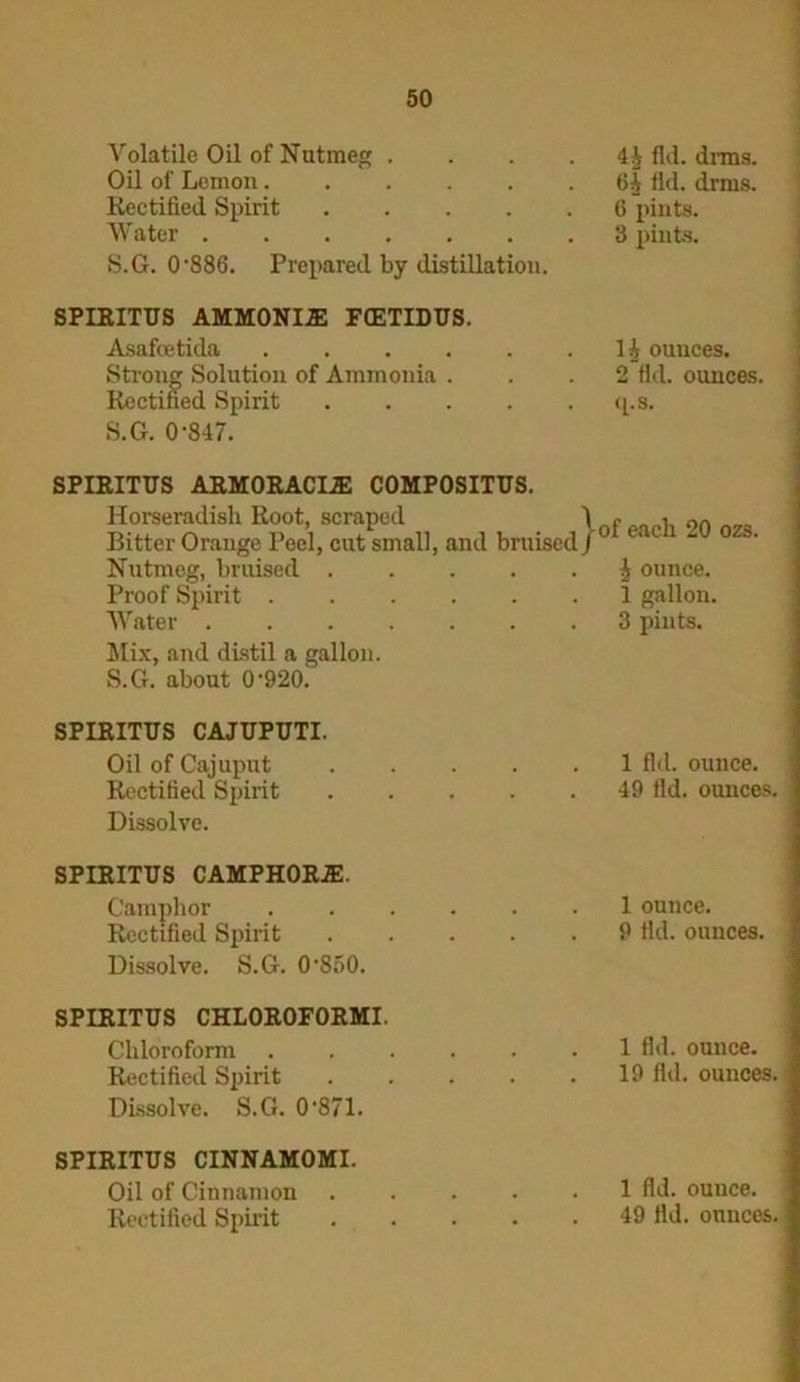 50
Volatile Oil of Nutmeg . . . . 4½ fld. drms.
Oil of Lemon. . . . . . 6½ fld. drms.
Rectified Spirit . . . . . 6 pints.
Water . . . . . . . 3 pints.
S.G. 0·886. Prepared by distillation.
SPIRITUS AMMONIÆ FŒTIDUS.
Asafœtida . . . . . . 1½ ounces.
Strong Solution of Ammonia . . . 2 fld. ounces.
Rectified Spirit . . . . . q.s.
S.G. 0·847.
SPIRITUS ARMORACIÆ COMPOSITUS.
Horseradish Root, scraped
Bitter Orange Peel, cut small, and bruised } of each 20 ozs.
Nutmeg, bruised . . . . . ½ ounce.
Proof Spirit . . . . . . 1 gallon.
Water . . . . . . . 3 pints.
Mix, and distil a gallon.
S.G. about 0·920.
SPIRITUS CAJUPUTI.
Oil of Cajuput . . . . . 1 fld. ounce.
Rectified Spirit . . . . . 49 fld. ounces.
Dissolve.
SPIRITUS CAMPHORÆ.
Camphor . . . . . . 1 ounce.
Rectified Spirit . . . . . 9 fld. ounces.
Dissolve. S.G. 0·850.
SPIRITUS CHLOROFORMI.
Chloroform . . . . . . 1 fld. ounce.
Rectified Spirit . . . . . 19 fld. ounces.
Dissolve. S.G. 0·871.
SPIRITUS CINNAMOMI.
Oil of Cinnamon . . . . . 1 fld. ounce.
Rectified Spirit . . . . . 49 fld. ounces.